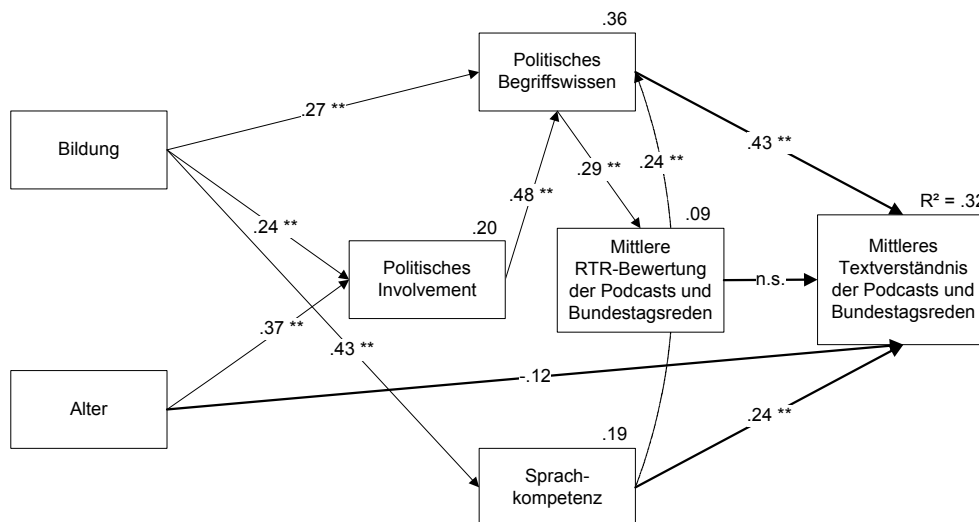 .36
Politisches
Begriffswissen
.27 **
Bildung
.43 **
.29 **
.24 **
.48 **
R² = .32
.09
.24 **
.20
Mittlere
RTR-Bewertung
der Podcasts und
Bundestagsreden
Mittleres
Textverständnis
der Podcasts und
Bundestagsreden
Politisches
Involvement
n.s.
.37 **
.43 **
-.12
Alter
.24 **
.19
Sprach-
kompetenz